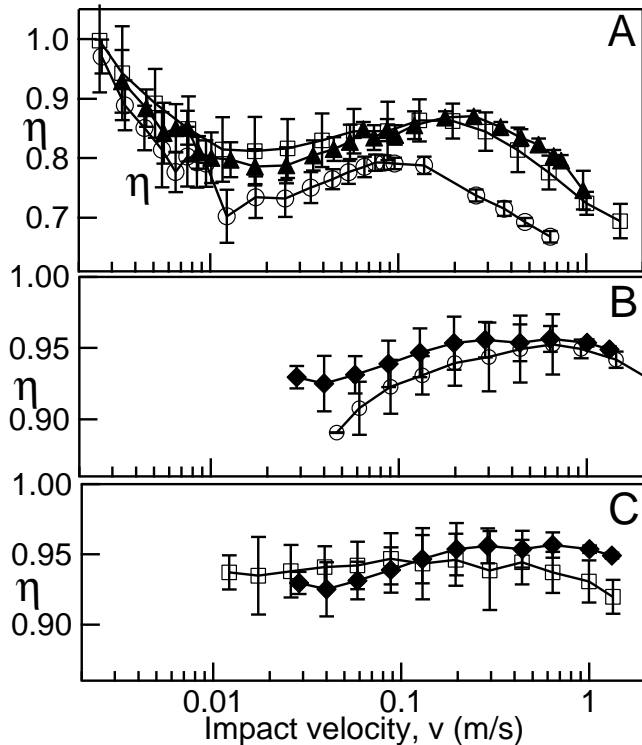 A
1.0
0.9
η
0.8
η
0.7
B
1.00
0.95
η
0.90
C
1.00
0.95
η
0.90
0.01 0.1 1
Impact velocity, v (m/s)